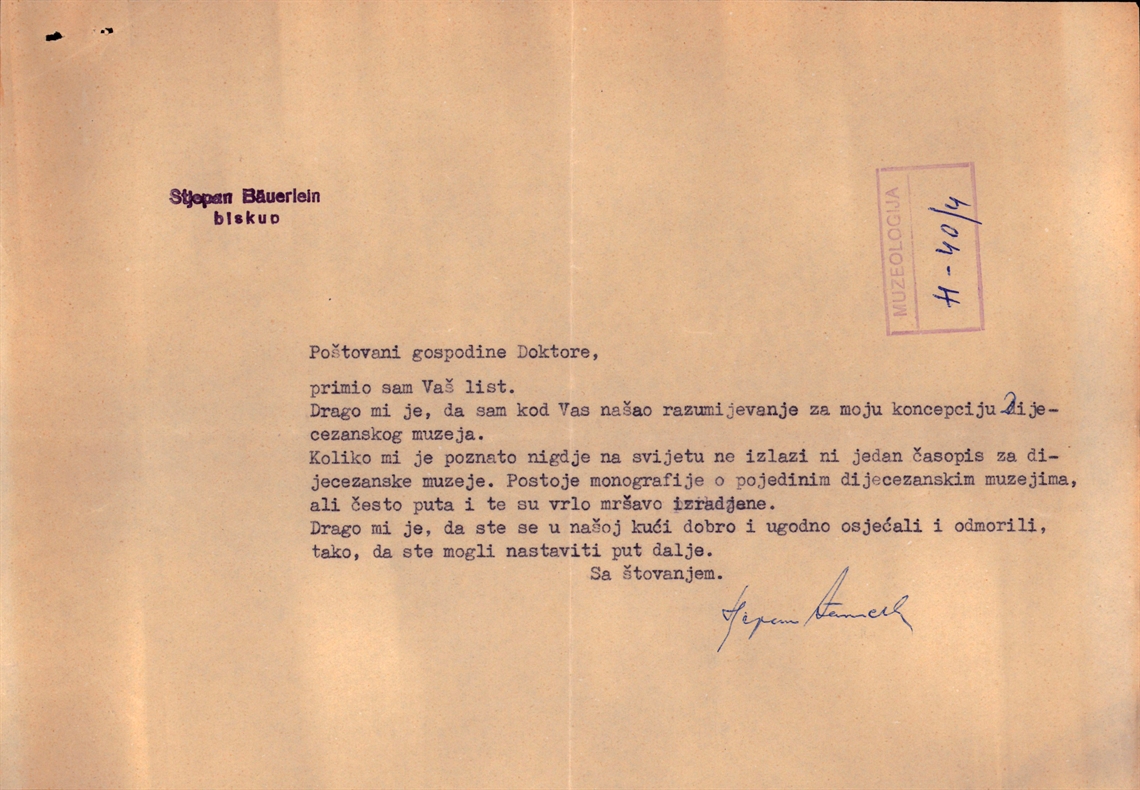 Stjepan Bäuerlein
biskup
MUZEOLOGIJA
H-40/4
Poštovani gospodine Doktore,
primio sam Vaš list.
Drago mi je, da sam kod Vas našao razumijevanje za moju koncepciju Dije-
cezanskog muzeja.
Koliko mi je poznato nigdje na svijetu ne izlazi ni jedan časopis za di-
jecezanske muzeje. Postoje monografije o pojedinim dijecezanskim muzejima,
ali često puta i te su vrlo mršavo izradjene.
Drago mi je, da ste se u našoj kući dobro i ugodno osjećali i odmorili,
tako, da ste mogli nastaviti put dalje.
Sa štovanjem.
Stjepan